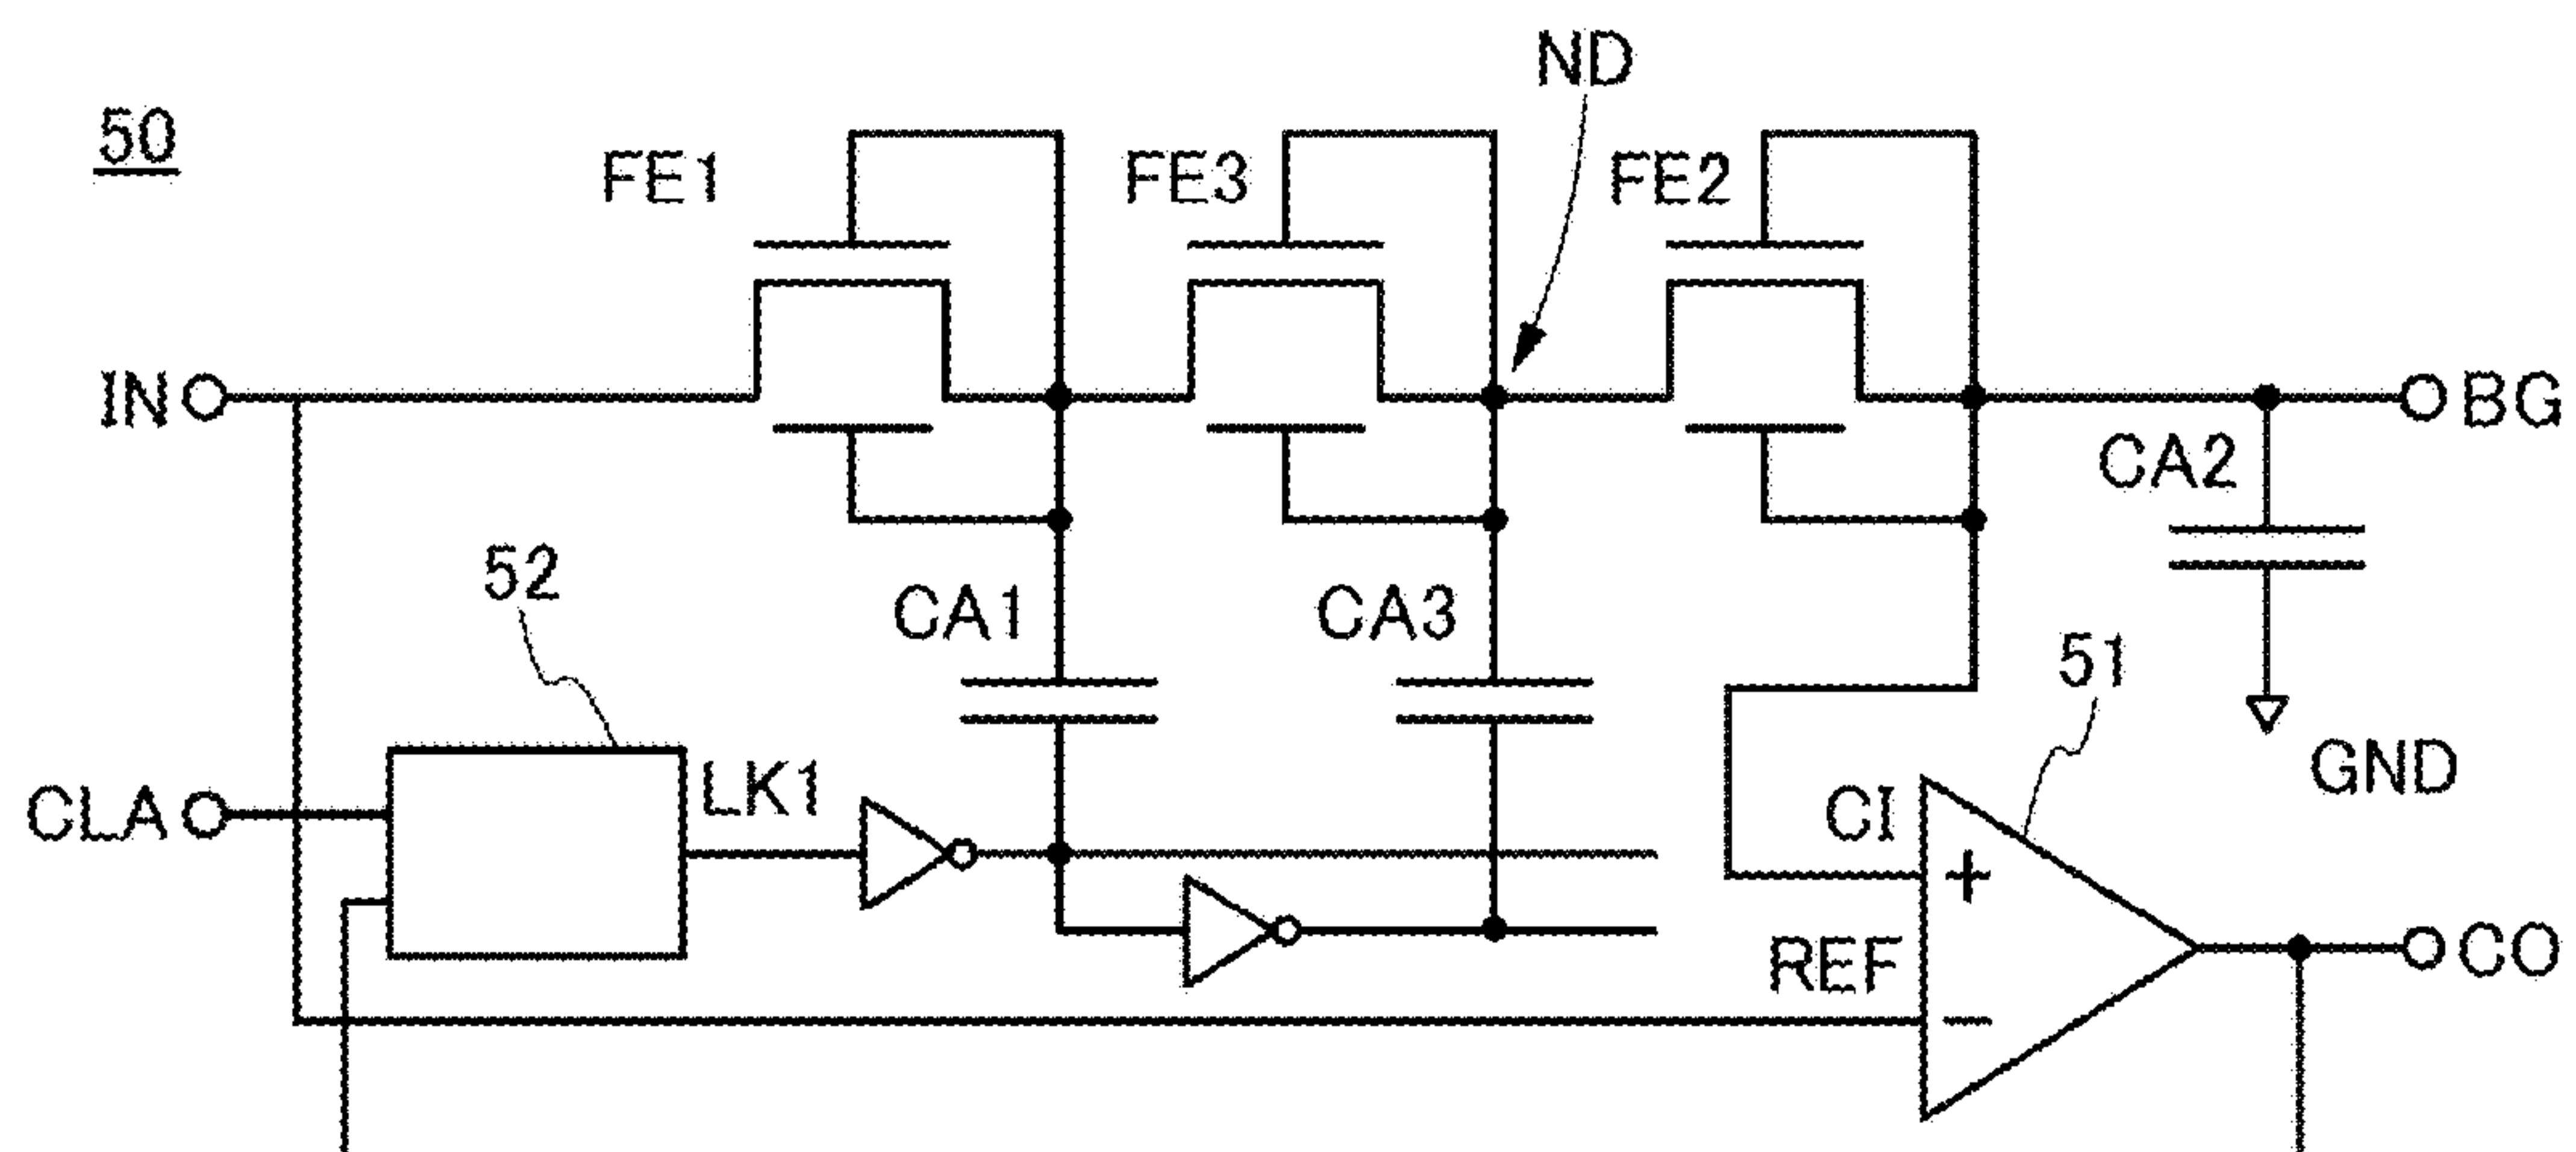 ND
50
FE1
FE3
FE2
IN
BG
CA2
52
CA1
CA3
51
GND
LK1
CLA
CI
+
REF
−
CO